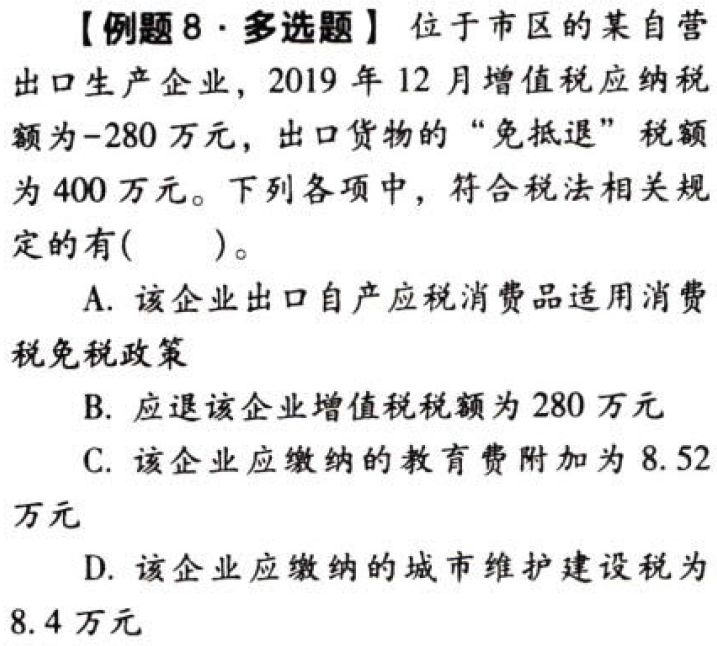 【例题8·多选题】 位于市区的某自营
出口生产企业，2019 年 12 月增值税应纳税
额为-280 万元，出口货物的“免抵退”税额
为 400 万元。下列各项中，符合税法相关规
定的有(  )。
A. 该企业出口自产应税消费品适用消费
税免税政策
B. 应退该企业增值税税额为 280 万元
C. 该企业应缴纳的教育费附加为 8.52
万元
D. 该企业应缴纳的城市维护建设税为
8.4 万元